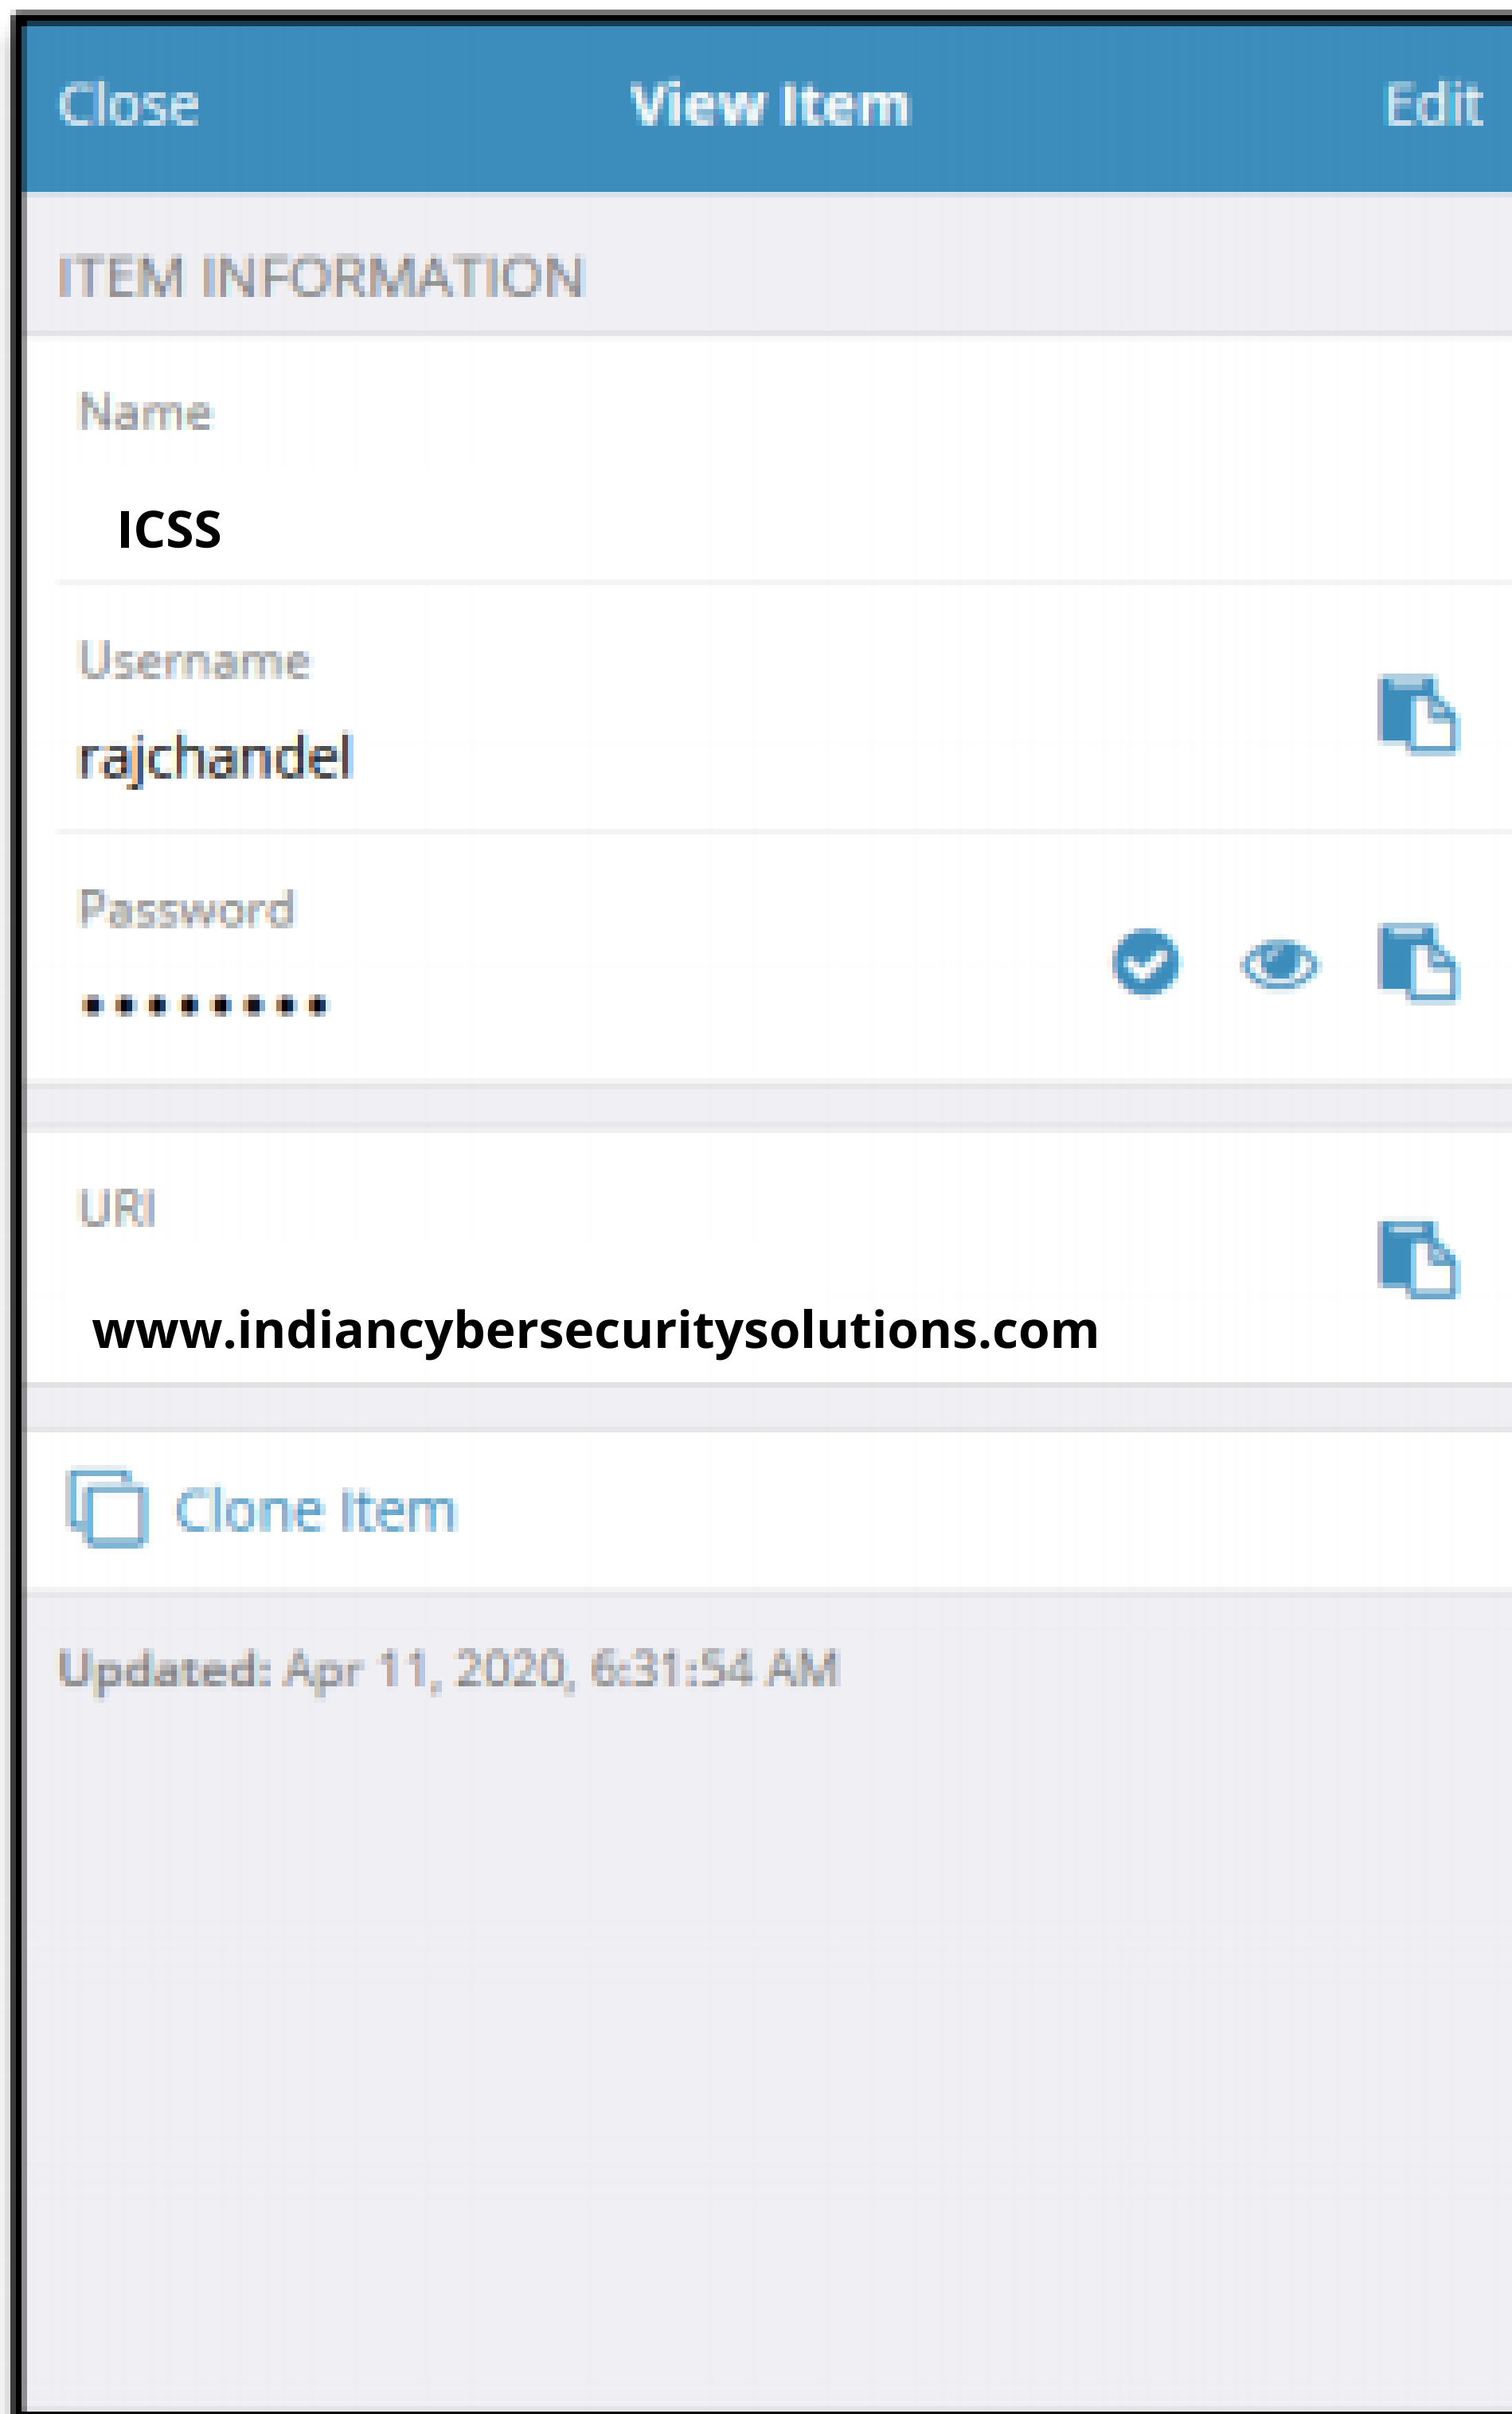 Close View Item Edit
ITEM INFORMATION
Name
ICSS
Username
rajchandel
Password
••••••••
URI
www.indiancybersecuritysolutions.com
Clone Item
Updated: Apr 11, 2020, 6:31:54 AM